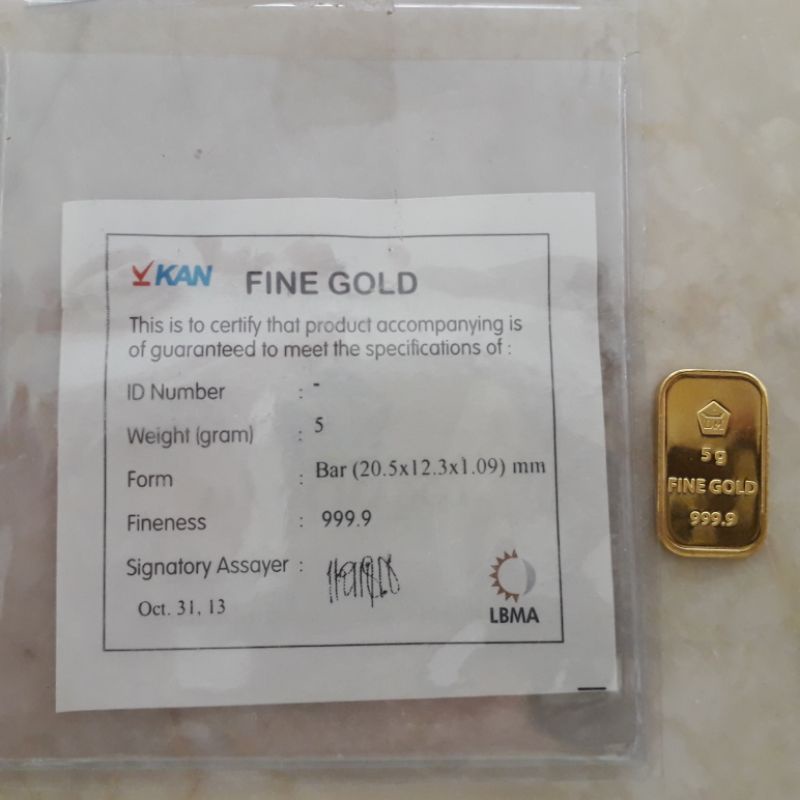 KAN FINE GOLD
This is to certify that product accompanying is
of guaranteed to meet the specifications of :
ID Number : -
Weight (gram) : 5
Form : Bar (20.5x12.3x1.09) mm
Fineness : 999.9
Signatory Assayer :
Oct. 31, 13
LBMA
5 g
FINE GOLD
999.9